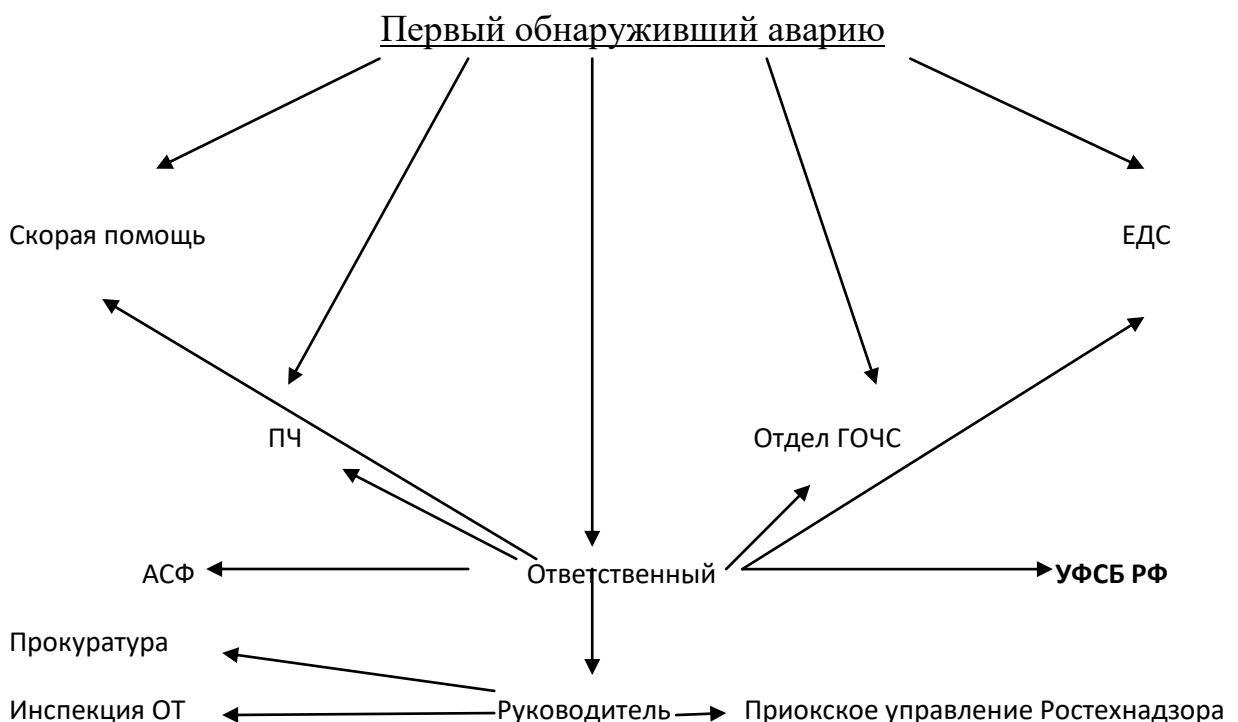 Первый обнаруживший аварию
Скорая помощь
ЕДС
ПЧ
Отдел ГОЧС
АСФ
Ответственный
УФСБ РФ
Прокуратура
Инспекция ОТ
Руководитель
Приокское управление Ростехнадзора